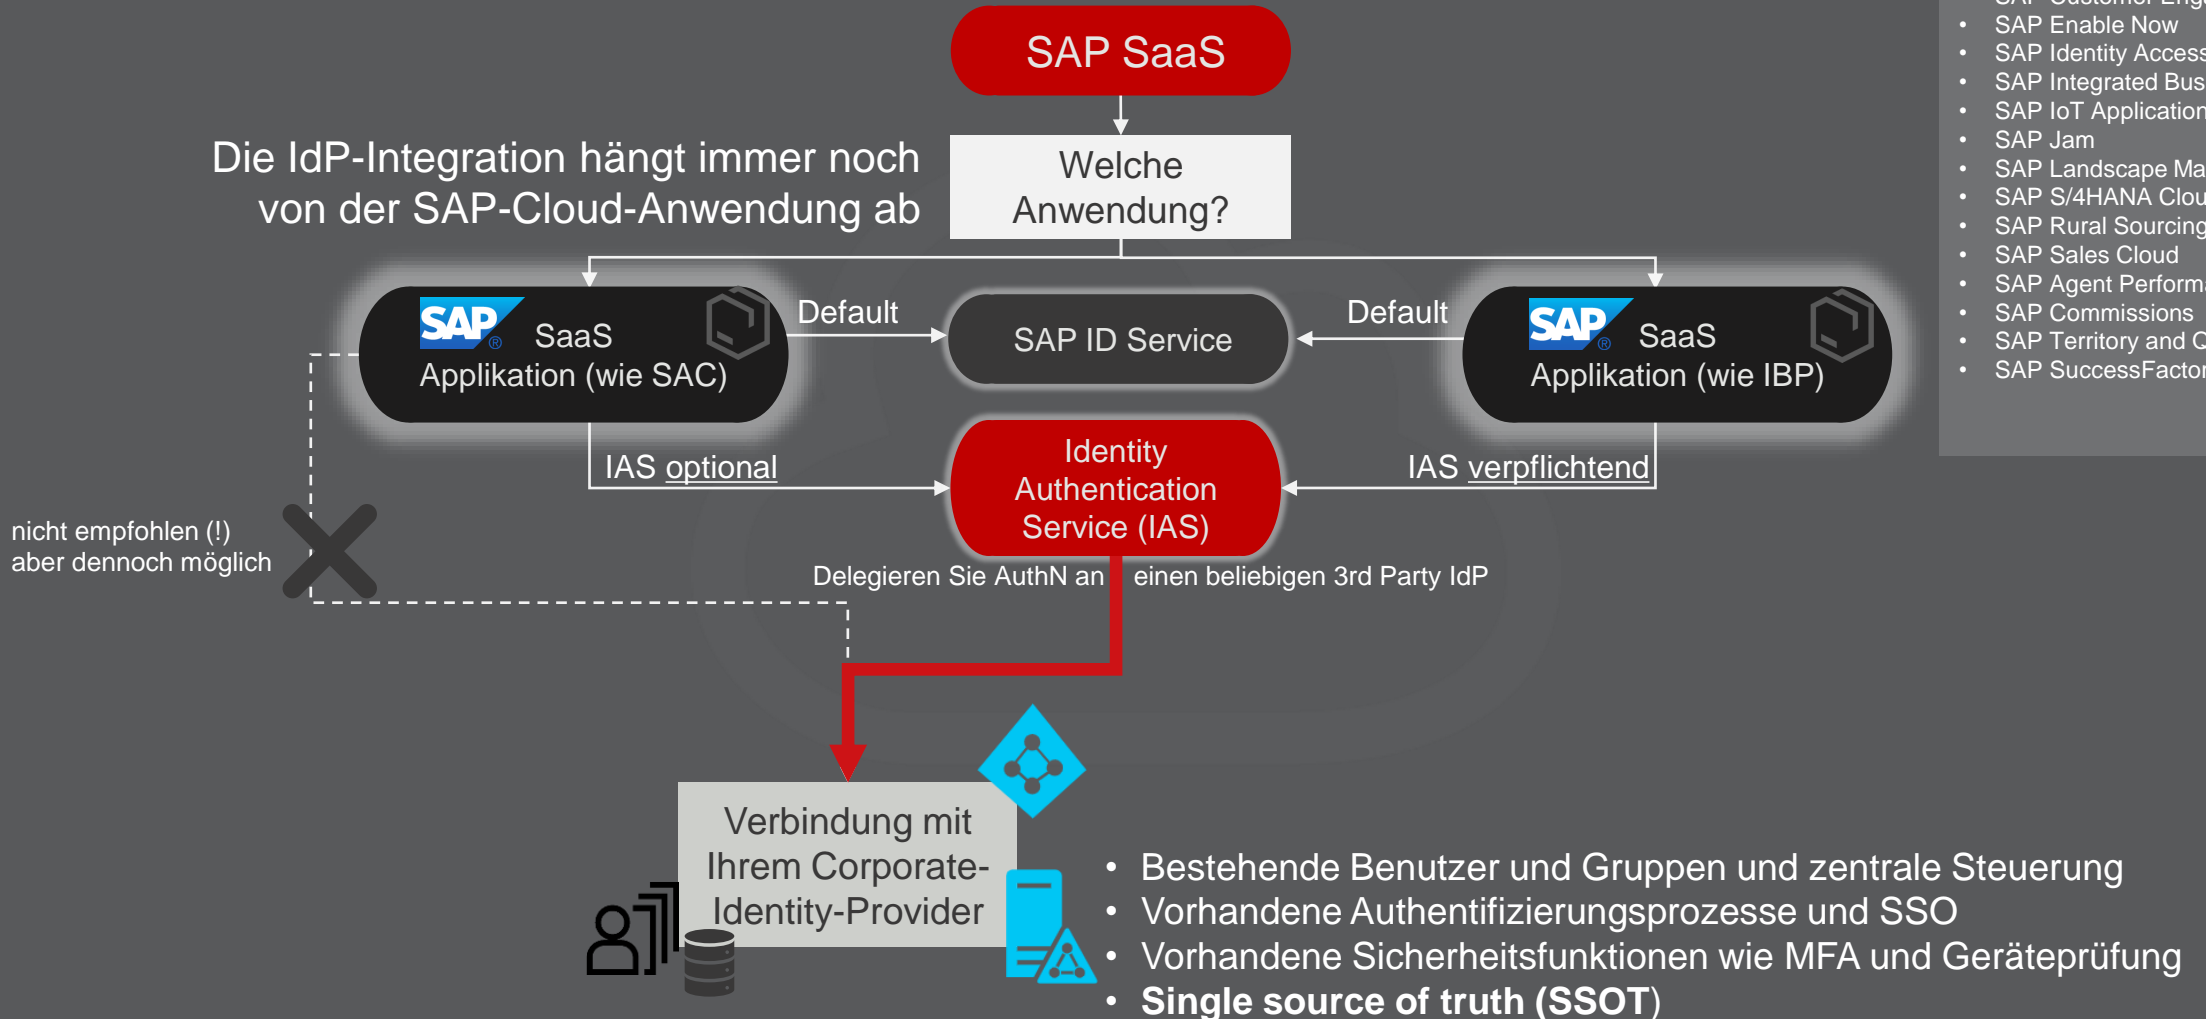 SAP SaaS
Die IdP-Integration hängt immer noch
von der SAP-Cloud-Anwendung ab
Welche
Anwendung?
SAP ® SaaS
Applikation (wie SAC)
Default
SAP ID Service
Default
SAP ® SaaS
Applikation (wie IBP)
IAS optional
Identity
Authentication
Service (IAS)
IAS verpflichtend
nicht empfohlen (!)
aber dennoch möglich
Delegieren Sie AuthN an einen beliebigen 3rd Party IdP
Verbindung mit
Ihrem Corporate-
Identity-Provider
• Bestehende Benutzer und Gruppen und zentrale Steuerung
• Vorhandene Authentifizierungsprozesse und SSO
• Vorhandene Sicherheitsfunktionen wie MFA und Geräteprüfung
• Single source of truth (SSOT)
SAP Customer
• SAP Enable Now
• SAP Identity Access
• SAP Integrated Bus
• SAP IoT Application
• SAP Jam
• SAP Landscape Ma
• SAP S/4HANA Clou
• SAP Rural Sourcing
• SAP Sales Cloud
• SAP Agent Performa
• SAP Commissions
• SAP Territory and Q
• SAP SuccessFactor